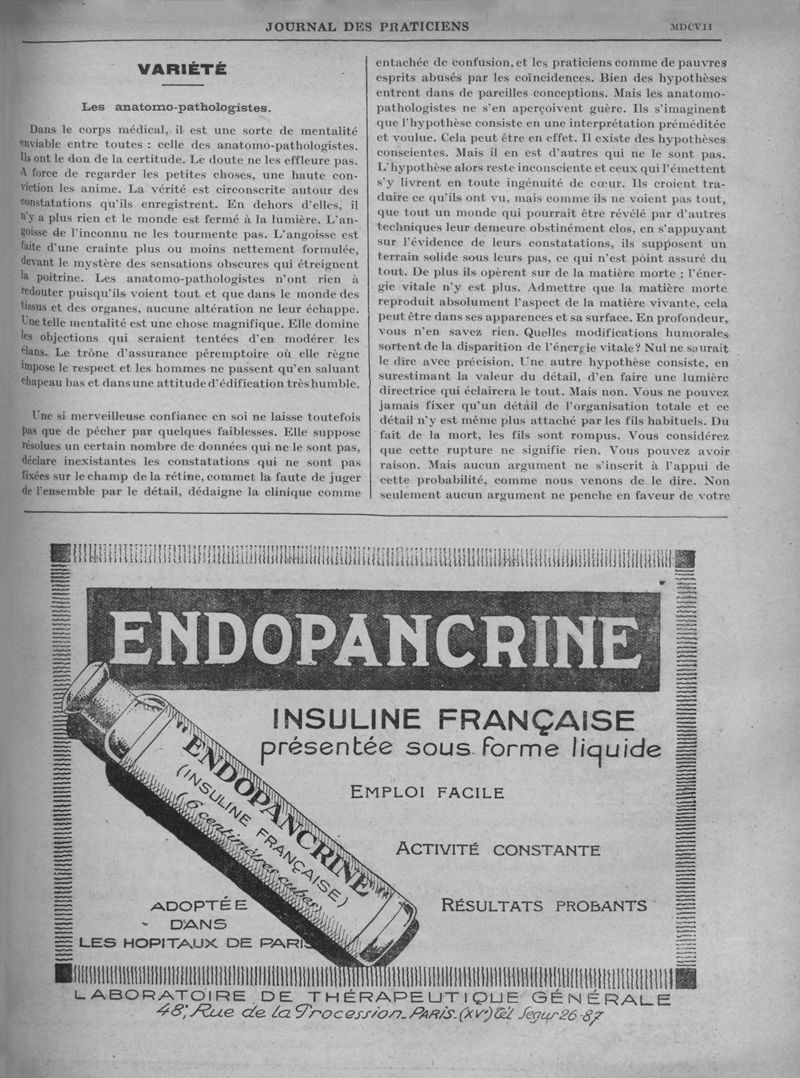 JOURNAL DES PRATICIENS
MDCVII
VARIÉTÉ
Les anatomo-pathologistes.
Dans le corps médical, il est une sorte de mentalité
enviable entre toutes : celle des anatomo-pathologistes.
Ils ont le don de la certitude. Le doute ne les effleure pas.
A force de regarder les petites choses, une haute con-
viction les anime. La vérité est circonscrite autour des
constatations qu'ils enregistrent. En dehors d'elles, il
n'y a plus rien et le monde est fermé à la lumière. L'an-
goisse de l'inconnu ne les tourmente pas. L'angoisse est
faite d'une crainte plus ou moins nettement formulée,
devant le mystère des sensations obscures qui étreignent
la poitrine. Les anatomo-pathologistes n'ont rien à
redouter puisqu'ils voient tout et que dans le monde des
tissus et des organes, aucune altération ne leur échappe.
Une telle mentalité est une chose magnifique. Elle domine
les objections qui seraient tentées d'en modérer les
élans. Le trône d'assurance péremptoire où elle règne
impose le respect et les hommes ne passent qu'en saluant
chapeau bas et dans une attitude d'édification très humble.
Une si merveilleuse confiance en soi ne laisse toutefois
pas que de pécher par quelques faiblesses. Elle suppose
résolues un certain nombre de données qui ne le sont pas,
déclare inexistantes les constatations qui ne sont pas
fixées sur le champ de la rétine, commet la faute de juger
de l'ensemble par le détail, dédaigne la clinique comme
entachée de confusion, et les praticiens comme de pauvres
esprits abusés par les coïncidences. Bien des hypothèses
entrent dans de pareilles conceptions. Mais les anatomo-
pathologistes ne s'en aperçoivent guère. Ils s'imaginent
que l'hypothèse consiste en une interprétation préméditée
et voulue. Cela peut être en effet. Il existe des hypothèses
conscientes. Mais il en est d'autres qui ne le sont pas.
L'hypothèse alors reste inconsciente et ceux qui l'émettent
s'y livrent en toute ingénuité de cœur. Ils croient tra-
duire ce qu'ils ont vu, mais comme ils ne voient pas tout,
que tout un monde qui pourrait être révélé par d'autres
techniques leur demeure obstinément clos, en s'appuyant
sur l'évidence de leurs constatations, ils supposent un
terrain solide sous leurs pas, ce qui n'est point assuré du
tout. De plus ils opèrent sur de la matière morte ; l'éner-
gie vitale n'y est plus. Admettre que la matière morte
reproduit absolument l'aspect de la matière vivante, cela
peut être dans ses apparences et sa surface. En profondeur,
vous n'en savez rien. Quelles modifications humorales
sortent de la disparition de l'énergie vitale? Nul ne saurait
le dire avec précision. Une autre hypothèse consiste, en
surestimant la valeur du détail, d'en faire une lumière
directrice qui éclairera le tout. Mais non. Vous ne pouvez
jamais fixer qu'un détail de l'organisation totale et ce
détail n'y est même plus attaché par les fils habituels. Du
fait de la mort, les fils sont rompus. Vous considérez
que cette rupture ne signifie rien. Vous pouvez avoir
raison. Mais aucun argument ne s'inscrit à l'appui de
cette probabilité, comme nous venons de le dire. Non
seulement aucun argument ne penche en faveur de votre
ENDOPANCRINE
INSULINE FRANÇAISE
présentée sous forme liquide
EMPLOI FACILE
ACTIVITÉ CONSTANTE
RÉSULTATS PROBANTS
"ENDOPANCRINE"
(INSULINE FRANÇAISE)
(6 centimètres cubes)
ADOPTÉE
DANS
LES HOPITAUX DE PARIS
LABORATOIRE DE THÉRAPEUTIQUE GÉNÉRALE
48, Rue de la Procession_PARIS_(XVe) Tél. Segur 26-87